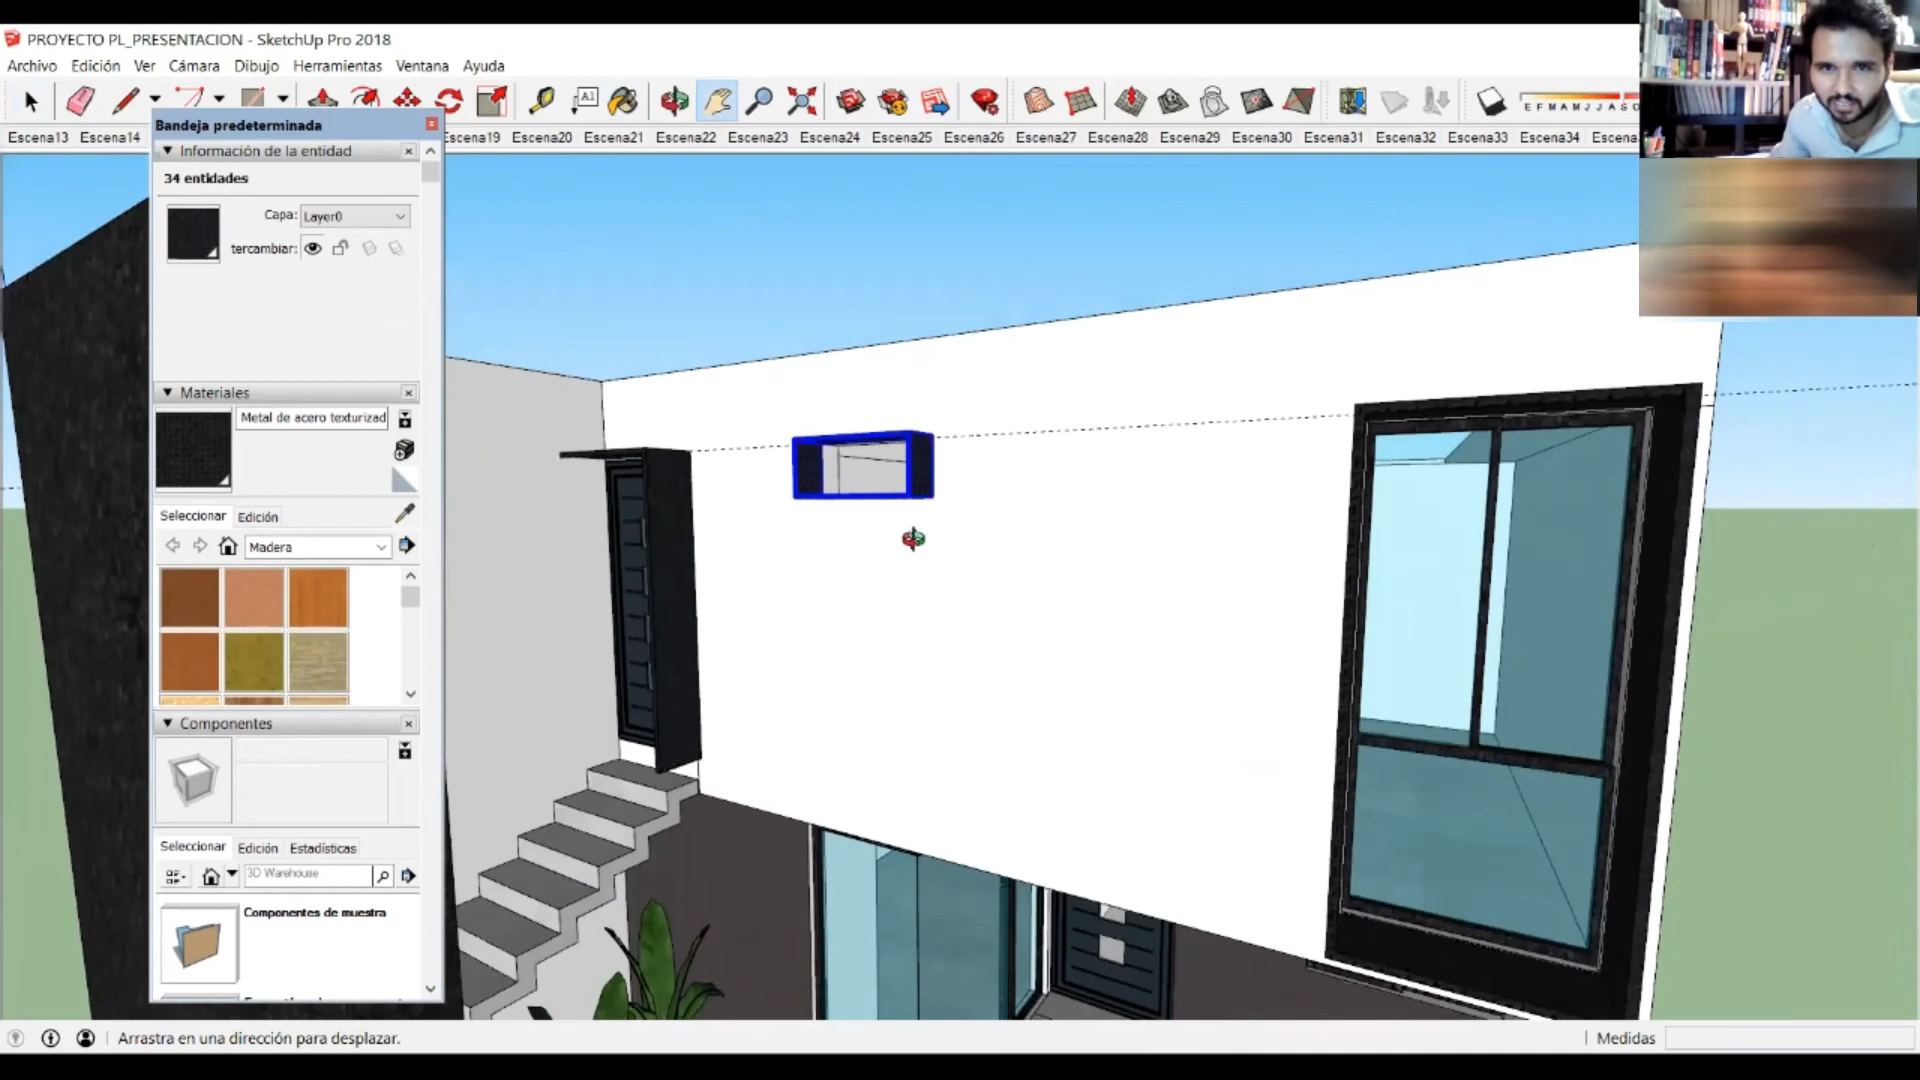 PROYECTO PL_PRESENTACION - SketchUp Pro 2018
Archivo Edición Ver Cámara Dibujo Herramientas Ventana Ayuda
A1
E F M A M J J A S O
Escena13 Escena14 Escena19 Escena20 Escena21 Escena22 Escena23 Escena24 Escena25 Escena26 Escena27 Escena28 Escena29 Escena30 Escena31 Escena32 Escena33 Escena34 Escena
Bandeja predeterminada
Información de la entidad
34 entidades
Capa: Layer0
tercambiar:
Materiales
Metal de acero texturizad
Seleccionar Edición
Madera
Componentes
Seleccionar Edición Estadísticas
3D Warehouse
Componentes de muestra
Arrastra en una dirección para desplazar.
Medidas